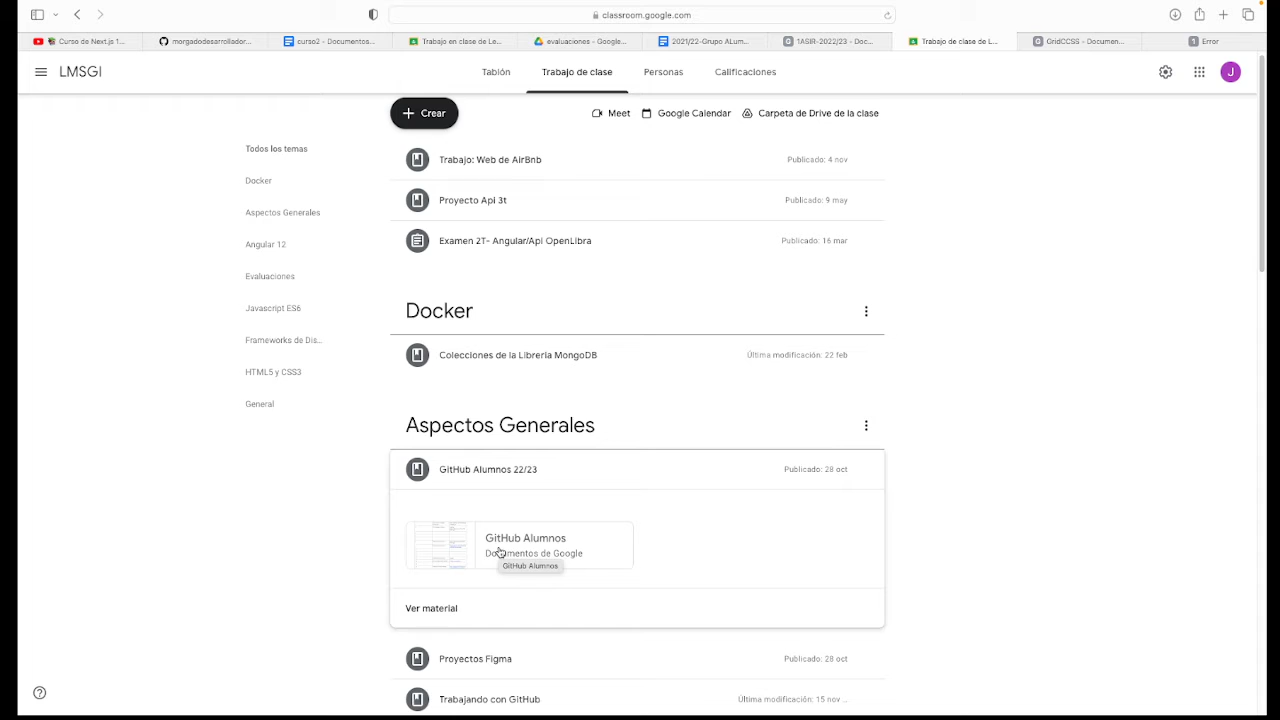 classroom.google.com
Curso de Next.js 1...
morgadodesarrollador...
curso2 - Documentos...
Trabajo en clase de Le...
evaluaciones - Google...
2021/22-Grupo ALum...
1ASIR-2022/23 - Doc...
Trabajo de clase de L...
GridCCSS - Documen...
Error
LMSGI
Tablón
Trabajo de clase
Personas
Calificaciones
J
Crear
Meet
Google Calendar
Carpeta de Drive de la clase
Todos los temas
Docker
Aspectos Generales
Angular 12
Evaluaciones
Javascript ES6
Frameworks de Dis...
HTML5 y CSS3
General
Trabajo: Web de AirBnb
Publicado: 4 nov
Proyecto Api 3t
Publicado: 9 may
Examen 2T- Angular/Api OpenLibra
Publicado: 16 mar
Docker
Colecciones de la Libreria MongoDB
Última modificación: 22 feb
Aspectos Generales
GitHub Alumnos 22/23
Publicado: 28 oct
GitHub Alumnos
Documentos de Google
GitHub Alumnos
Ver material
Proyectos Figma
Publicado: 28 oct
Trabajando con GitHub
Última modificación: 15 nov ...